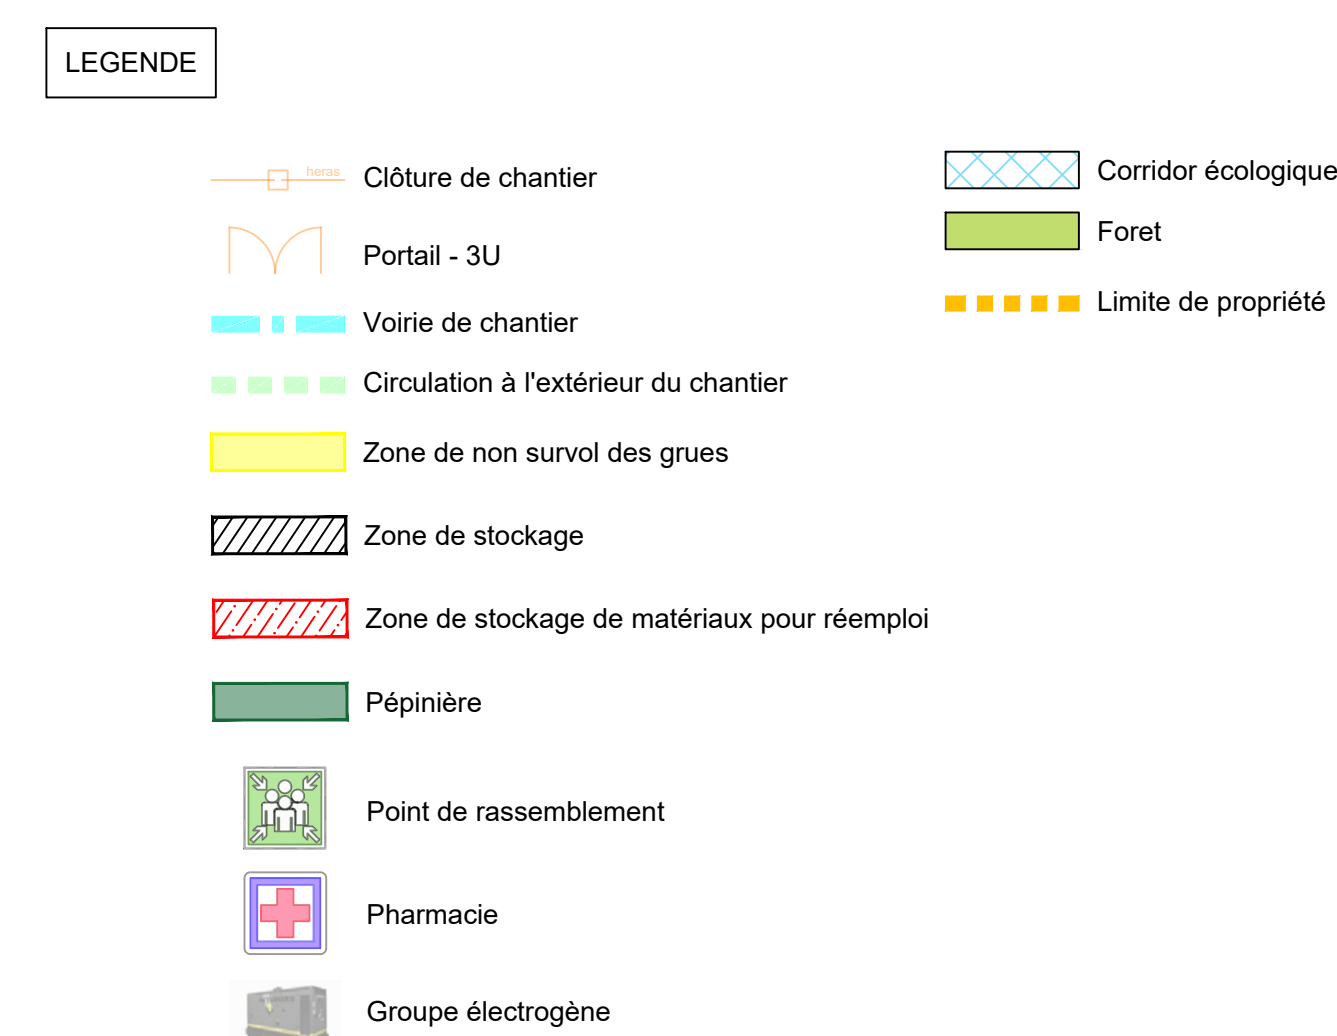 LEGENDE
heras
Clôture de chantier
Portail - 3U
Voirie de chantier
Circulation à l'extérieur du chantier
Zone de non survol des grues
Zone de stockage
Zone de stockage de matériaux pour réemploi
Pépinière
Point de rassemblement
Pharmacie
Groupe électrogène
Corridor écologique
Foret
Limite de propriété